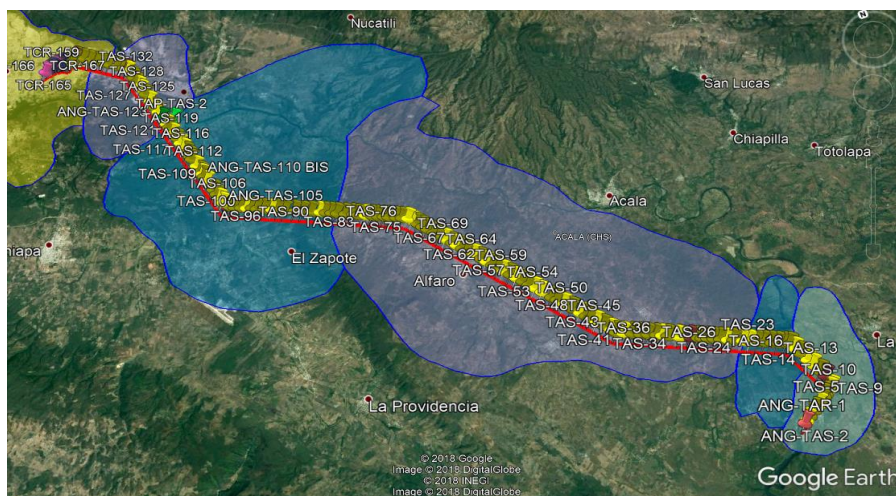 N
Nucatili
TCR-159
TAS-132
-166
TCR-167
TAS-128
TCR-165
TAS-125
San Lucas
TAS-127
TAP-TAS-2
ANG-TAS-123
TAS-119
TAS-121
TAS-116
Chiapilla
TAS-117
TAS-112
Totolapa
ANG-TAS-110 BIS
TAS-109
TAS-106
ANG-TAS-105
Acala
TAS-100
TAS-90
TAS-76
TAS-96
TAS-83
TAS-75
TAS-69
hiapa
TAS-67
TAS-64
ACALA (CHS)
El Zapote
TAS-62
TAS-59
Alfaro
TAS-57
TAS-54
TAS-53
TAS-50
TAS-48
TAS-45
TAS-43
TAS-36
TAS-26
TAS-23
TAS-41
TAS-34
TAS-24
TAS-16
La
TAS-13
TAS-14
TAS-10
TAS-5
TAS-9
La Providencia
ANG-TAR-1
ANG-TAS-2
© 2018 Google
Image © 2018 DigitalGlobe
© 2018 INEGI
Image © 2018 DigitalGlobe
Google Earth